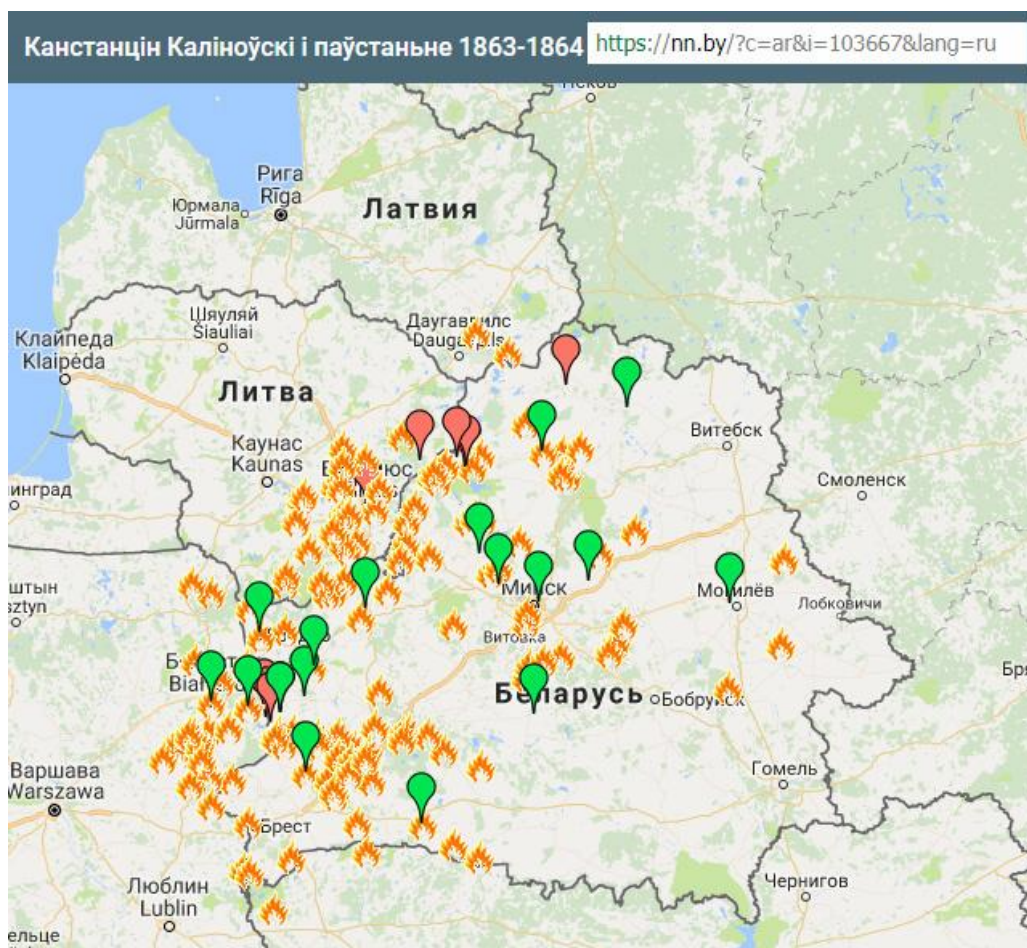 Канстанцін Каліноўскі і паўстаньне 1863-1864
https://nn.by/?c=ar&i=103667&lang=ru
Рига
Rīga
Юрмала
Jūrmala
Латвия
Шяуляй
Šiauliai
Даугавпилс
Клайпеда
Klaipėda
Литва
Витебск
Каунас
Kaunas
Смоленск
Минск
Могилёв
Лобковичи
Витовка
Беларусь
Бобруйск
Варшава
Warszawa
Гомель
Брест
Люблин
Lublin
Чернигов